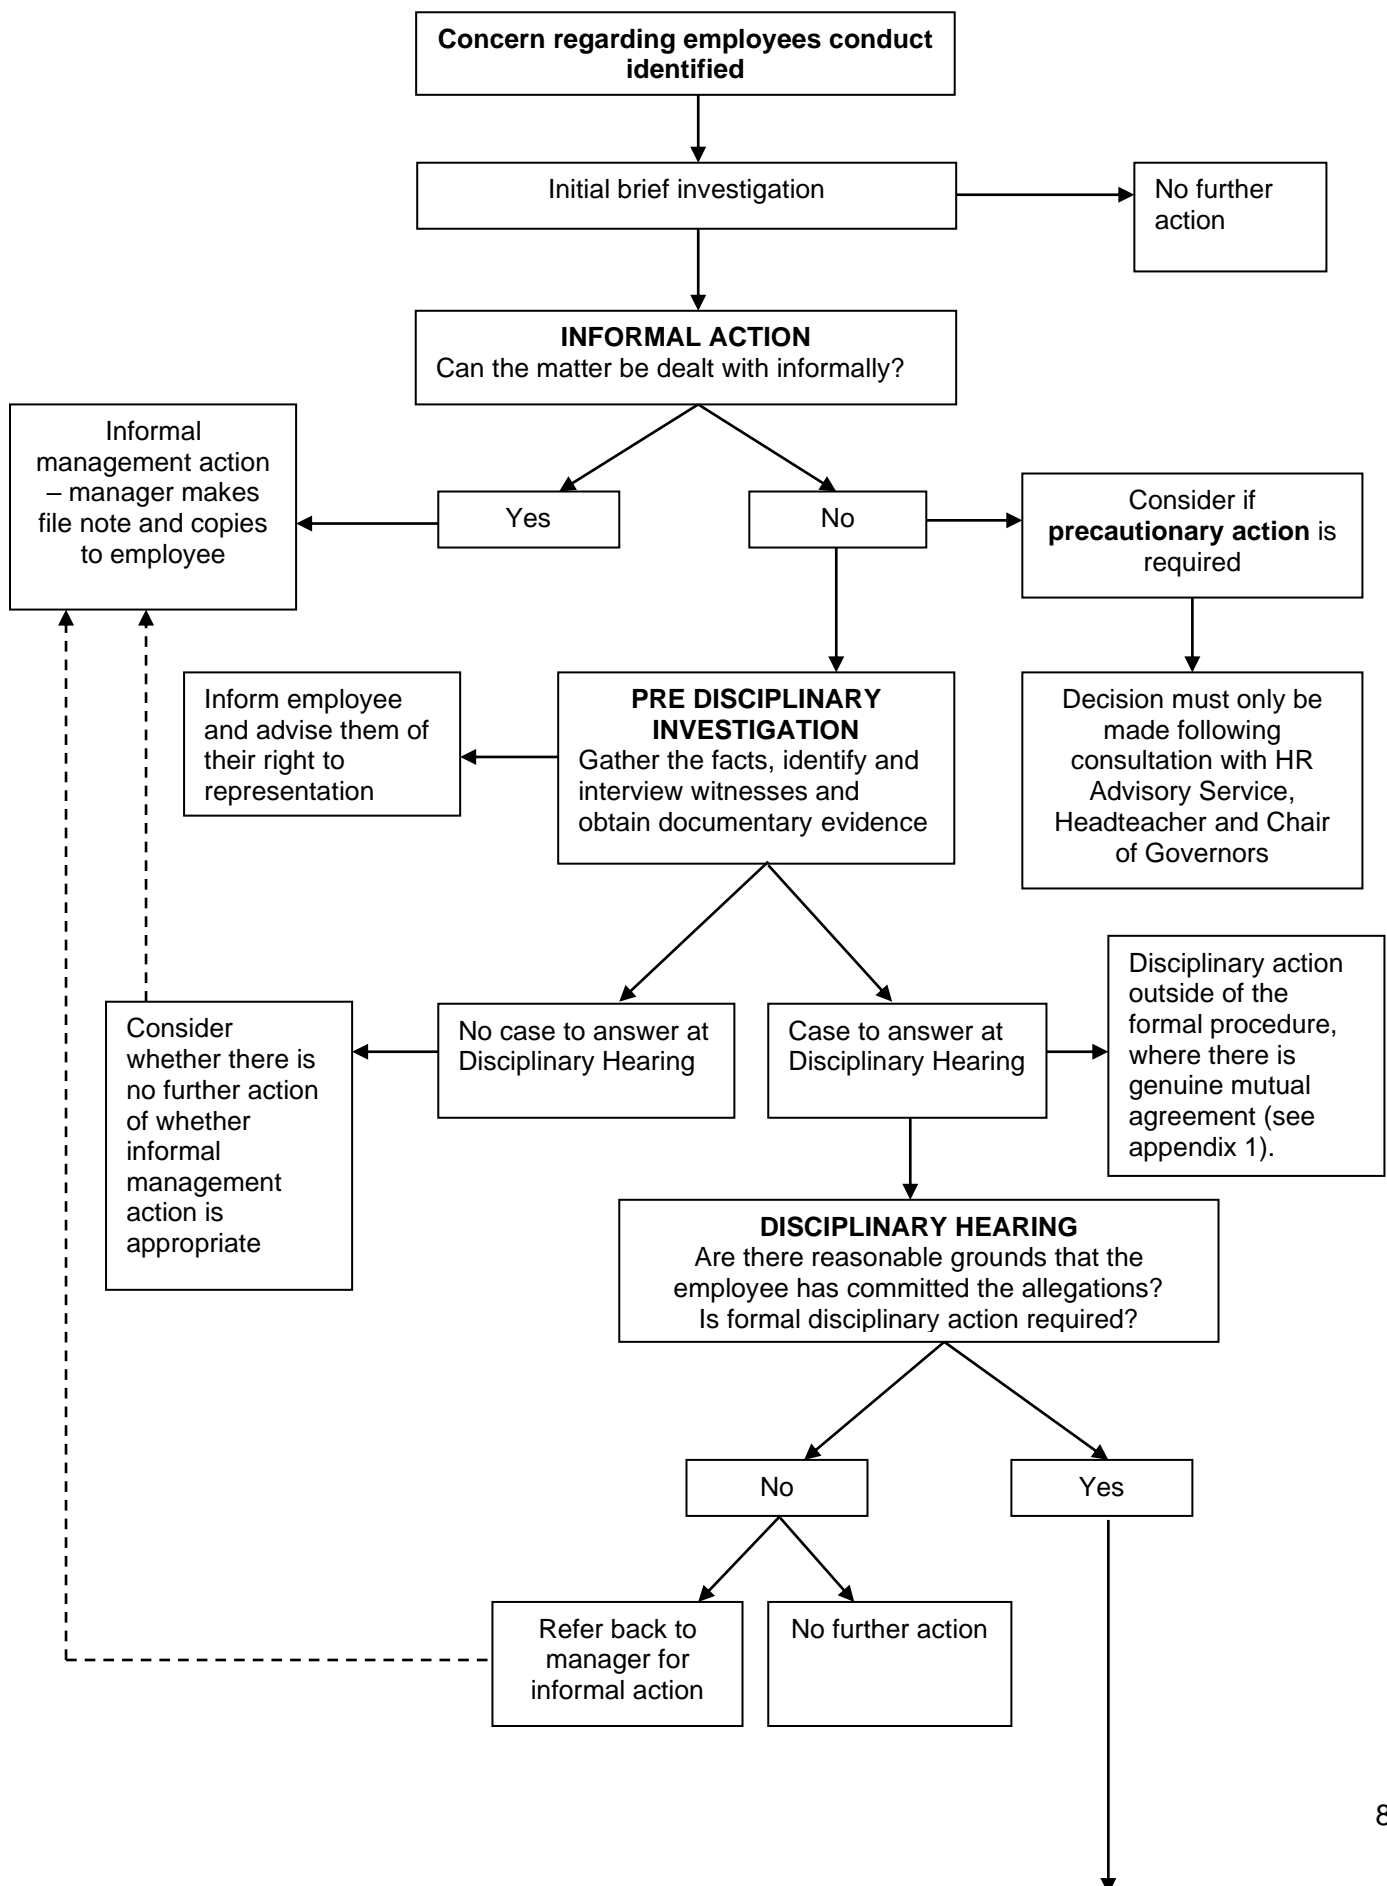 Concern regarding employees conduct
identified
Initial brief investigation
No further
action
INFORMAL ACTION
Can the matter be dealt with informally?
Informal
management action
– manager makes
file note and copies
to employee
Yes
No
Consider if
precautionary action is
required
Inform employee
and advise them of
their right to
representation
PRE DISCIPLINARY
INVESTIGATION
Gather the facts, identify and
interview witnesses and
obtain documentary evidence
Decision must only be
made following
consultation with HR
Advisory Service,
Headteacher and Chair
of Governors
Consider
whether there is
no further action
of whether
informal
management
action is
appropriate
No case to answer at
Disciplinary Hearing
Case to answer at
Disciplinary Hearing
Disciplinary action
outside of the
formal procedure,
where there is
genuine mutual
agreement (see
appendix 1).
DISCIPLINARY HEARING
Are there reasonable grounds that the
employee has committed the allegations?
Is formal disciplinary action required?
No
Yes
Refer back to
manager for
informal action
No further action
8